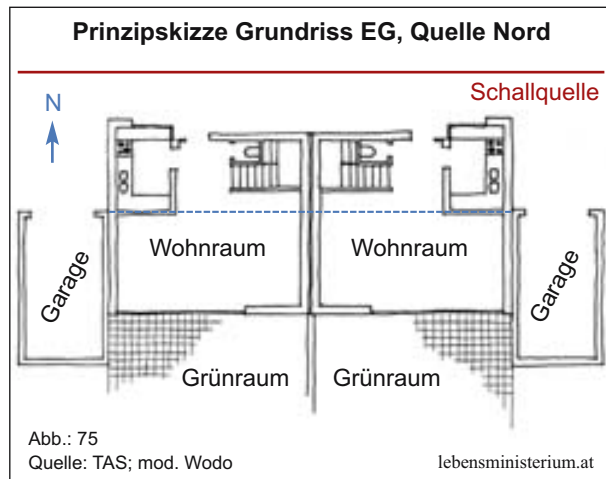 Prinzipskizze Grundriss EG, Quelle Nord
Schallquelle
N
Wohnraum Wohnraum
Garage Garage
Grünraum Grünraum
Abb.: 75
Quelle: TAS; mod. Wodo lebensministerium.at